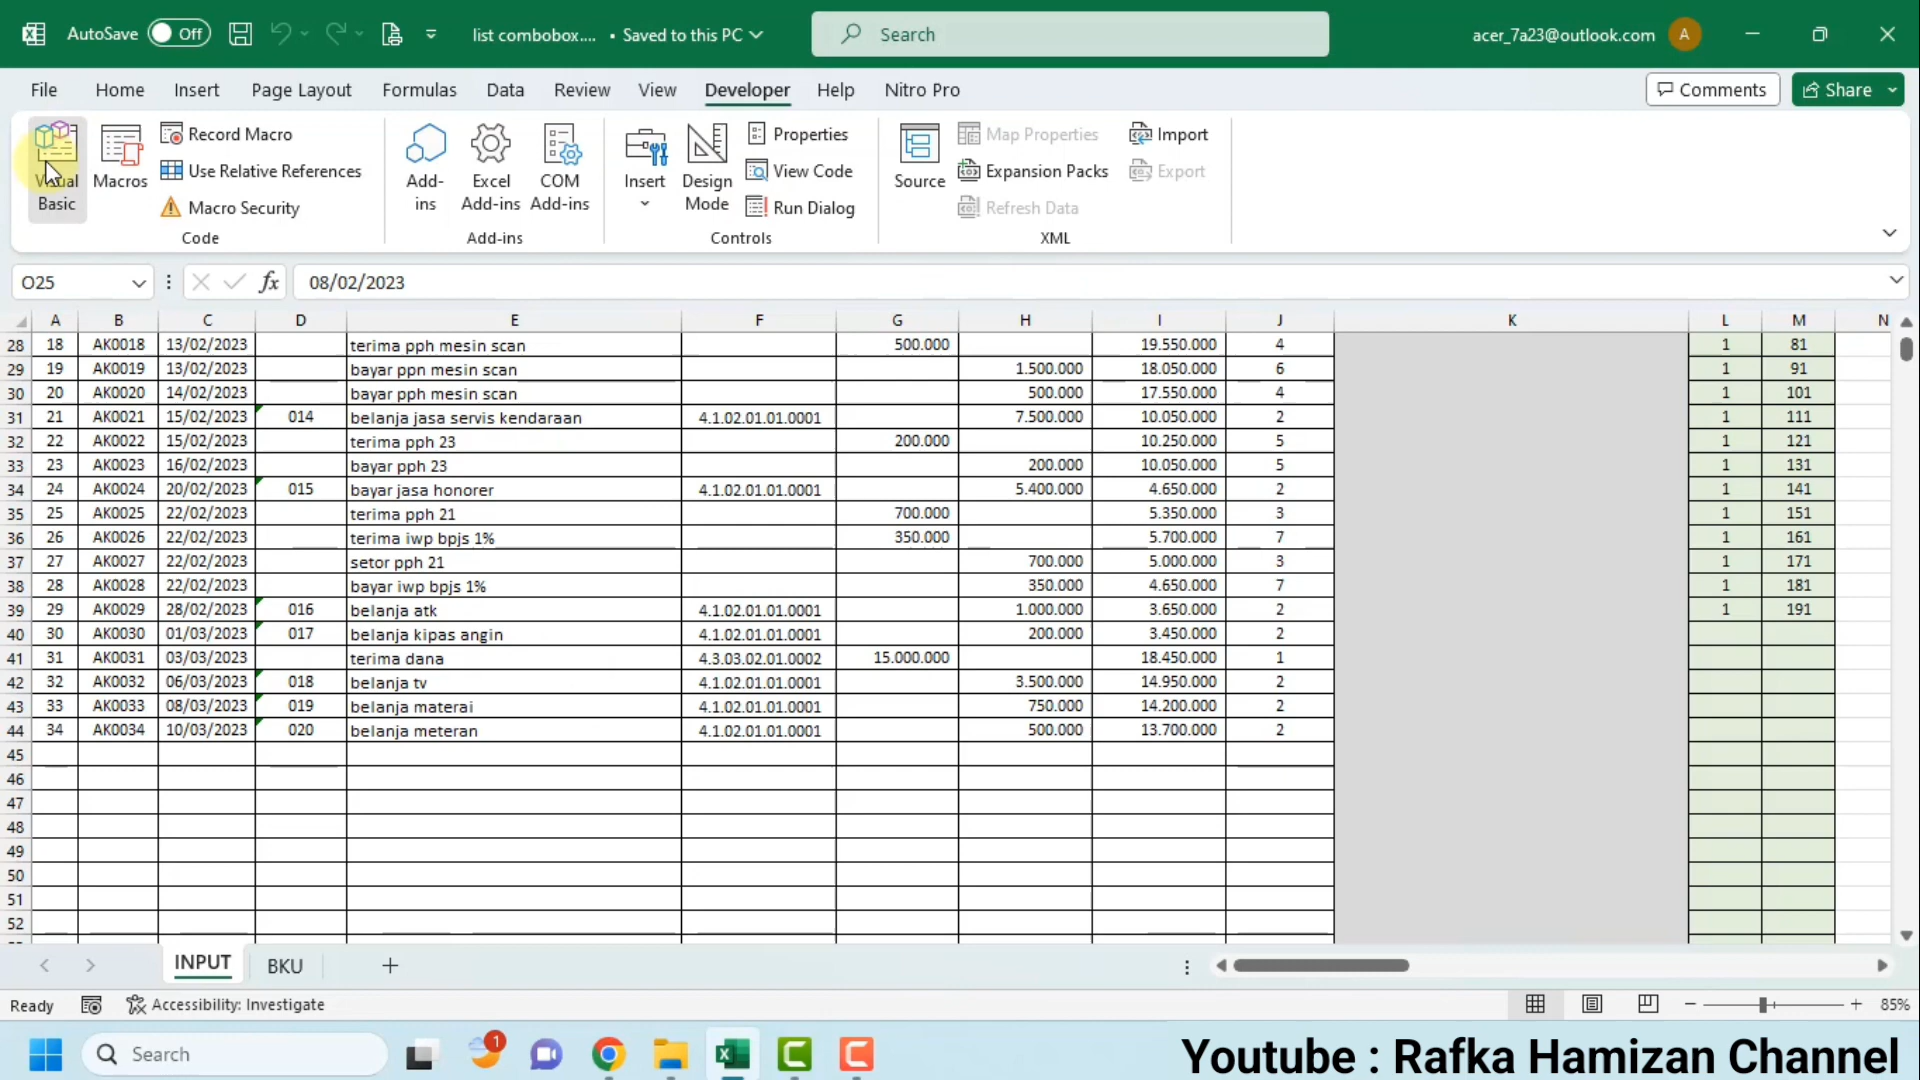 AutoSave Off list combobox.... • Saved to this PC Search acer_7a23@outlook.com A
File Home Insert Page Layout Formulas Data Review View Developer Help Nitro Pro Comments Share
Visual Basic
Macros
Record Macro
Use Relative References
Macro Security
Code
Add-ins
Excel Add-ins
COM Add-ins
Add-ins
Insert
Design Mode
Properties
View Code
Run Dialog
Controls
Source
Map Properties
Expansion Packs
Refresh Data
Import
Export
XML
O25 fx 08/02/2023
A B C D E F G H I J K L M N
28 18 AK0018 13/02/2023 terima pph mesin scan 500.000 19.550.000 4 1 81
29 19 AK0019 13/02/2023 bayar ppn mesin scan 1.500.000 18.050.000 6 1 91
30 20 AK0020 14/02/2023 bayar pph mesin scan 500.000 17.550.000 4 1 101
31 21 AK0021 15/02/2023 014 belanja jasa servis kendaraan 4.1.02.01.01.0001 7.500.000 10.050.000 2 1 111
32 22 AK0022 15/02/2023 terima pph 23 200.000 10.250.000 5 1 121
33 23 AK0023 16/02/2023 bayar pph 23 200.000 10.050.000 5 1 131
34 24 AK0024 20/02/2023 015 bayar jasa honorer 4.1.02.01.01.0001 5.400.000 4.650.000 2 1 141
35 25 AK0025 22/02/2023 terima pph 21 700.000 5.350.000 3 1 151
36 26 AK0026 22/02/2023 terima iwp bpjs 1% 350.000 5.700.000 7 1 161
37 27 AK0027 22/02/2023 setor pph 21 700.000 5.000.000 3 1 171
38 28 AK0028 22/02/2023 bayar iwp bpjs 1% 350.000 4.650.000 7 1 181
39 29 AK0029 28/02/2023 016 belanja atk 4.1.02.01.01.0001 1.000.000 3.650.000 2 1 191
40 30 AK0030 01/03/2023 017 belanja kipas angin 4.1.02.01.01.0001 200.000 3.450.000 2
41 31 AK0031 03/03/2023 terima dana 4.3.03.02.01.0002 15.000.000 18.450.000 1
42 32 AK0032 06/03/2023 018 belanja tv 4.1.02.01.01.0001 3.500.000 14.950.000 2
43 33 AK0033 08/03/2023 019 belanja materai 4.1.02.01.01.0001 750.000 14.200.000 2
44 34 AK0034 10/03/2023 020 belanja meteran 4.1.02.01.01.0001 500.000 13.700.000 2
45
46
47
48
49
50
51
52
INPUT BKU
Ready Accessibility: Investigate 85%
Search 1
Youtube : Rafka Hamizan Channel